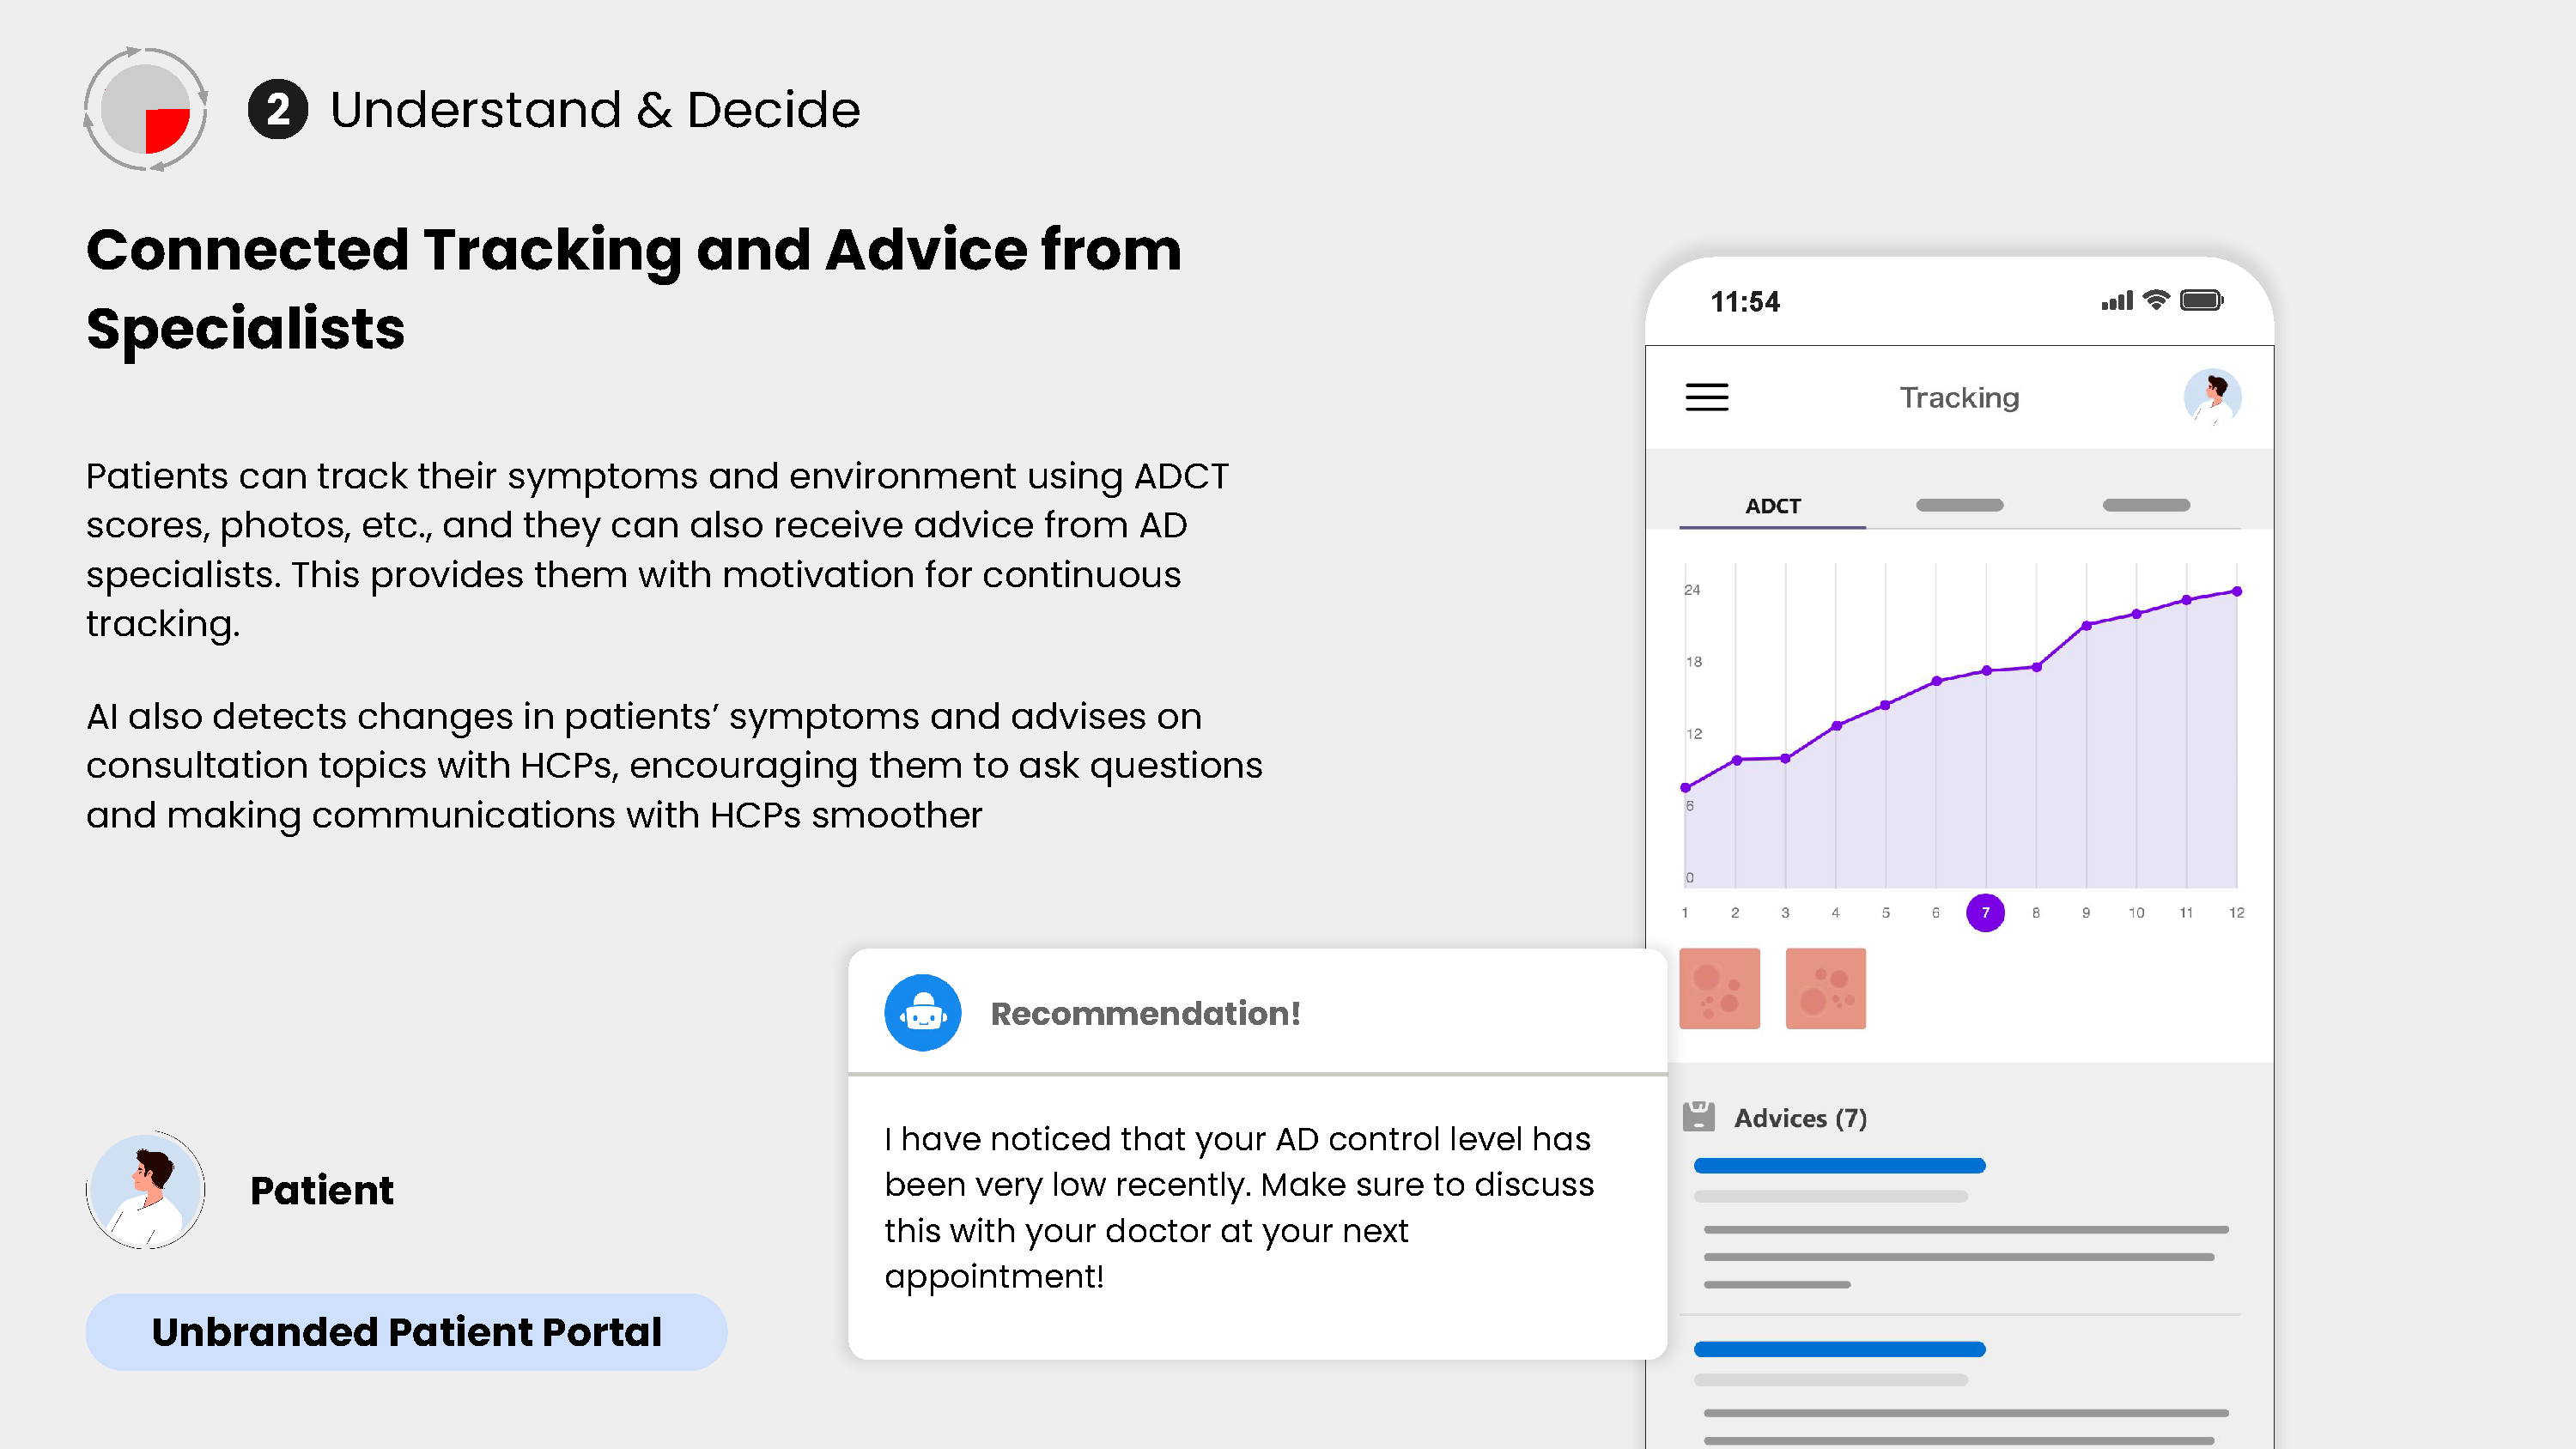 2 Understand & Decide
Connected Tracking and Advice from
Specialists
Patients can track their symptoms and environment using ADCT
scores, photos, etc., and they can also receive advice from AD
specialists. This provides them with motivation for continuous
tracking.
AI also detects changes in patients’ symptoms and advises on
consultation topics with HCPs, encouraging them to ask questions
and making communications with HCPs smoother
Patient
Unbranded Patient Portal
Recommendation!
I have noticed that your AD control level has
been very low recently. Make sure to discuss
this with your doctor at your next
appointment!
11:54
Tracking
ADCT
24
18
12
6
0
1 2 3 4 5 6 7 8 9 10 11 12
Advices (7)